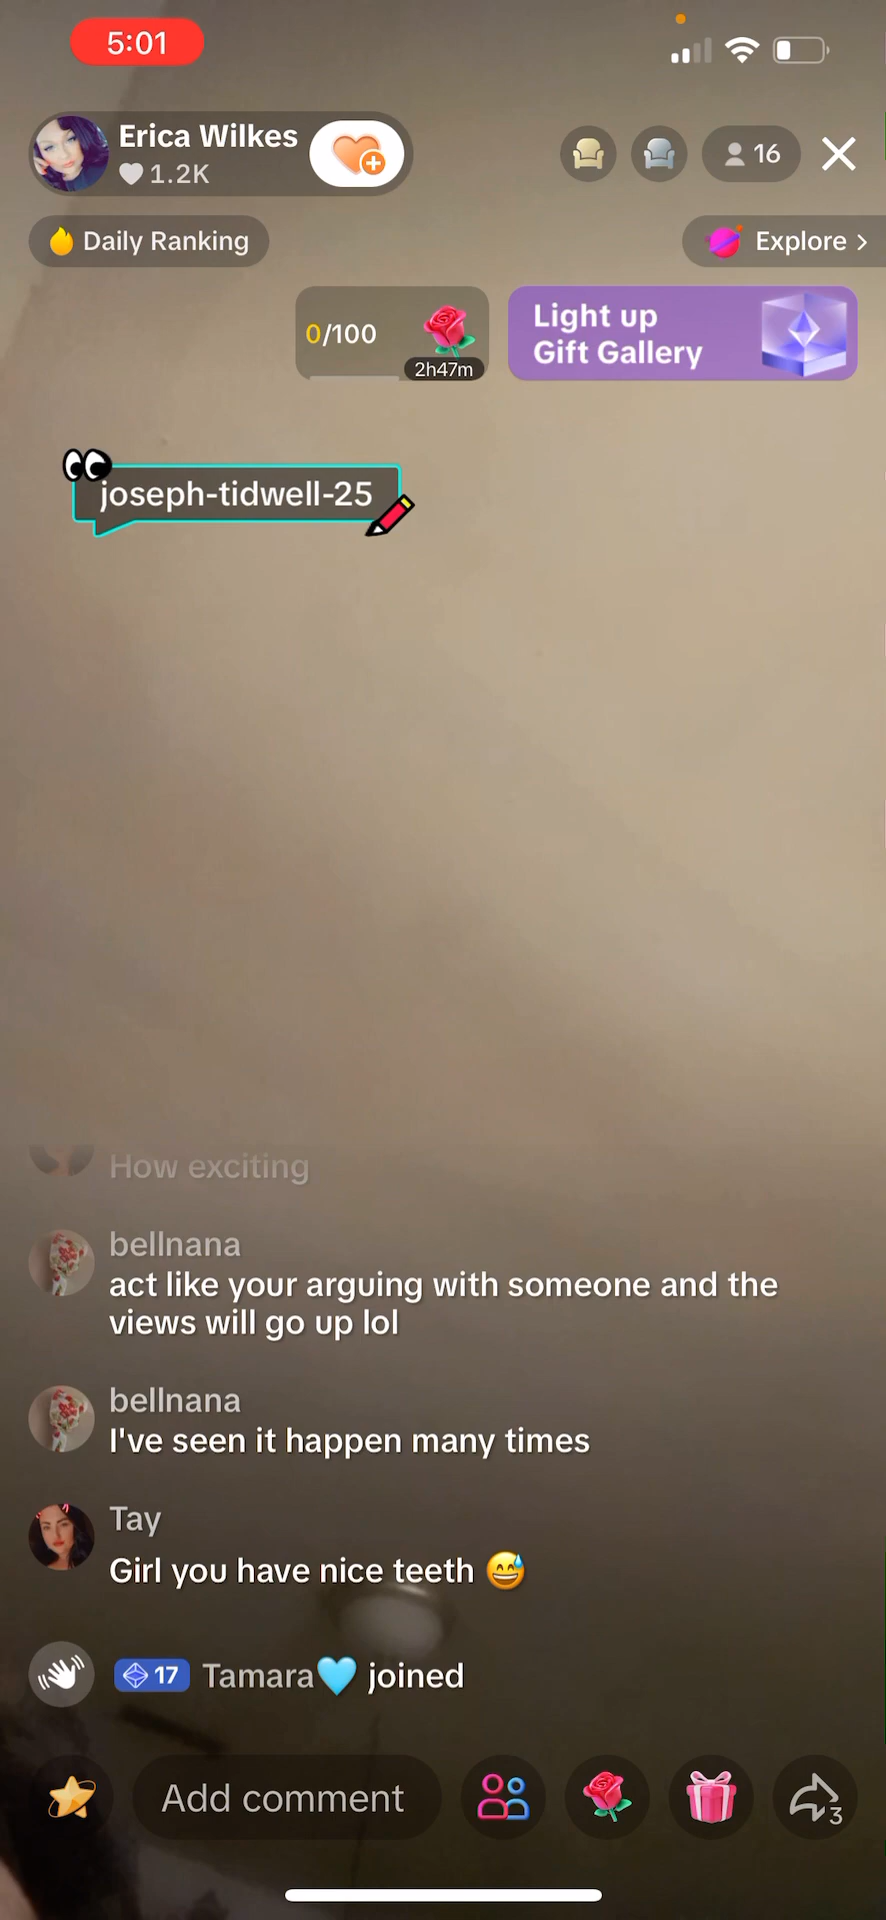 5:01
Erica Wilkes
1.2K
16
Daily Ranking
Explore >
0/100
2h47m
Light up
Gift Gallery
joseph-tidwell-25
How exciting
bellnana
act like your arguing with someone and the
views will go up lol
bellnana
I've seen it happen many times
Tay
Girl you have nice teeth 😅
17 Tamara🩵 joined
Add comment
3